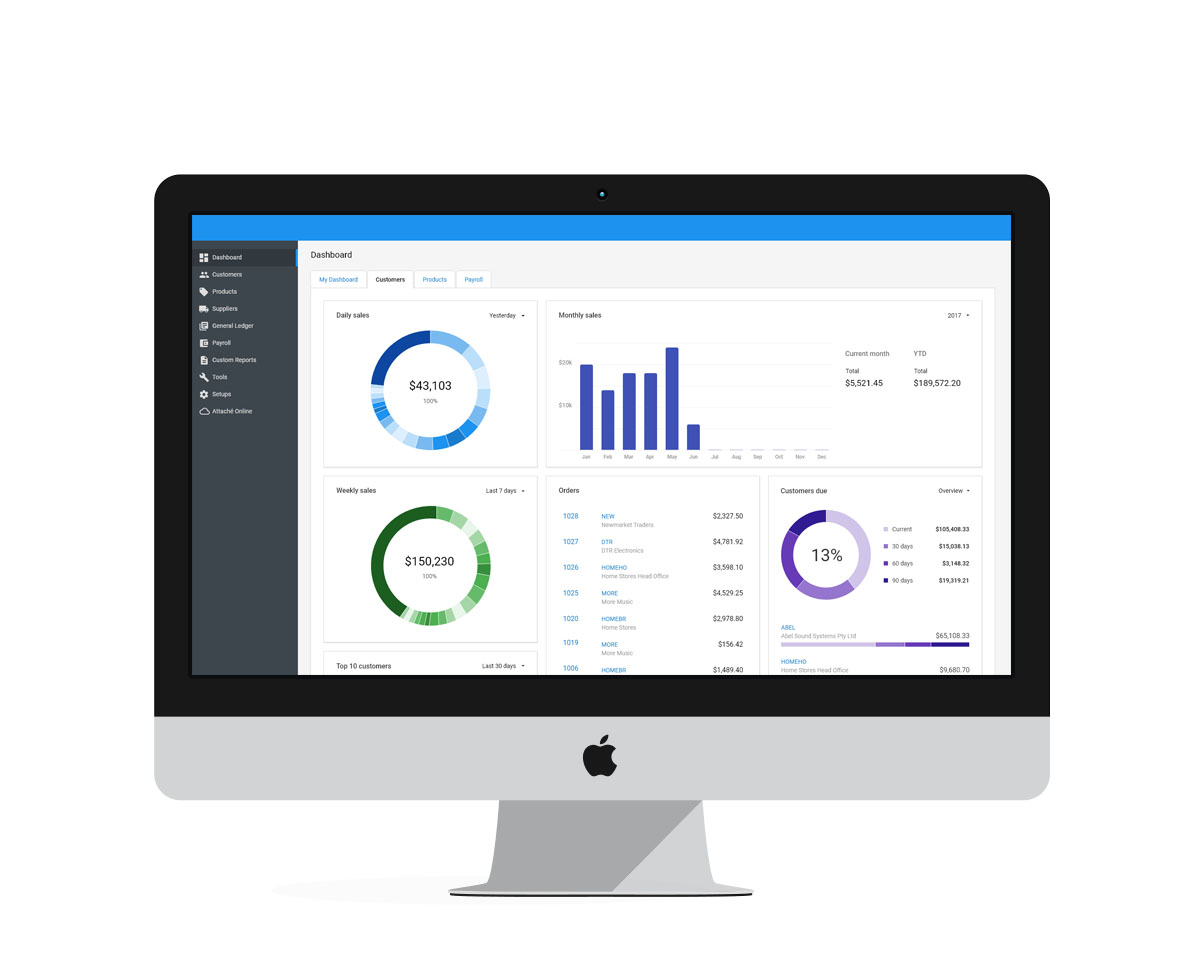 Dashboard
Customers
Products
Suppliers
General Ledger
Payroll
Custom Reports
Tools
Setups
Attaché Online
Dashboard
My Dashboard Customers Products Payroll
Daily sales Yesterday
$43,103
100%
Monthly sales 2017
$20k
$10k
Jan Feb Mar Apr May Jun Jul Aug Sep Oct Nov Dec
Current month YTD
Total Total
$5,521.45 $189,572.20
Weekly sales Last 7 days
$150,230
100%
Orders
1028 NEW $2,327.50
Newmarket Traders
1027 DTR $4,781.92
DTR Electronics
1026 HOMEHO $3,598.10
Home Stores Head Office
1025 MORE $4,529.25
More Music
1020 HOMEBR $2,978.80
Home Stores
1019 MORE $156.42
More Music
1006 HOMEBR $1,489.40
Customers due Overview
13%
Current $105,408.33
30 days $15,038.13
60 days $3,148.32
90 days $19,319.21
ABEL
Abel Sound Systems Pty Ltd $65,108.33
HOMEHO
Home Stores Head Office $9,680.70
Top 10 customers Last 30 days